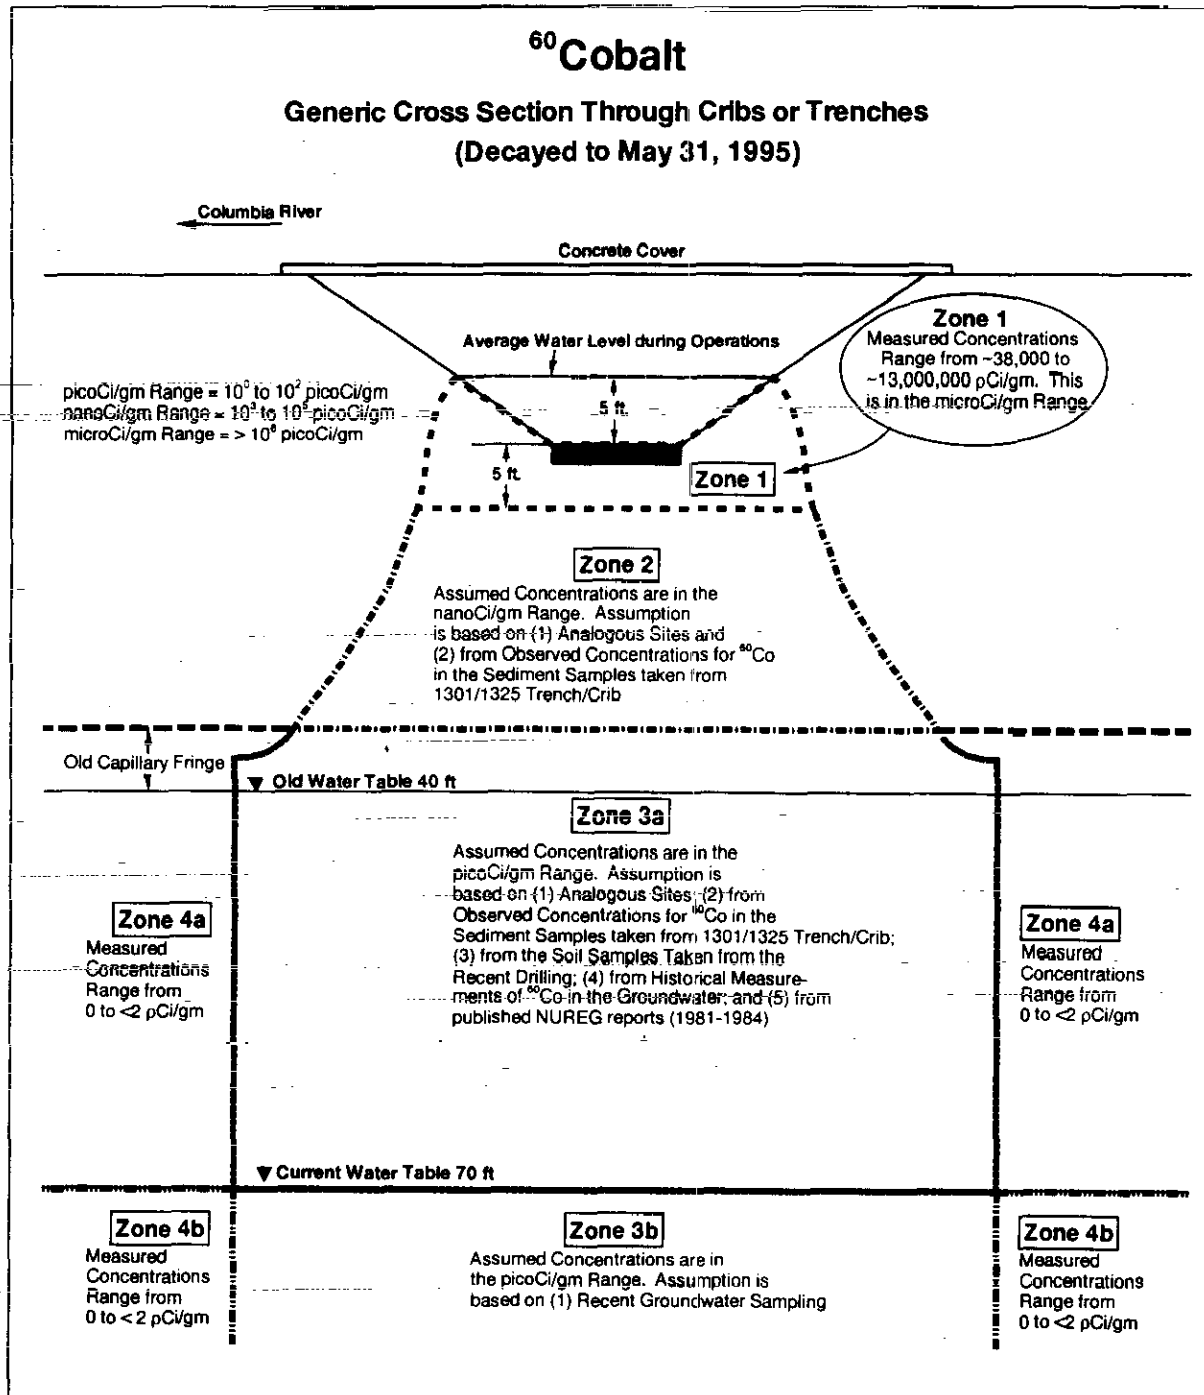 ⁶⁰Cobalt
Generic Cross Section Through Cribs or Trenches
(Decayed to May 31, 1995)
Columbia River
Concrete Cover
Zone 1
Measured Concentrations
Range from ~38,000 to
~13,000,000 ρCi/gm. This
is in the microCi/gm Range
Average Water Level during Operations
picoCi/gm Range = 10⁰ to 10² picoCi/gm
nanoCi/gm Range = 10³ to 10⁵ picoCi/gm
microCi/gm Range = > 10⁶ picoCi/gm
5 ft.
5 ft.
Zone 1
Zone 2
Assumed Concentrations are in the
nanoCi/gm Range. Assumption
is based on (1) Analogous Sites and
(2) from Observed Concentrations for ⁶⁰Co
in the Sediment Samples taken from
1301/1325 Trench/Crib
Old Capillary Fringe
Old Water Table 40 ft
Zone 3a
Assumed Concentrations are in the
picoCi/gm Range. Assumption is
based on (1) Analogous Sites; (2) from
Observed Concentrations for ⁶⁰Co in the
Sediment Samples taken from 1301/1325 Trench/Crib;
(3) from the Soil Samples Taken from the
Recent Drilling; (4) from Historical Measure-
ments of ⁶⁰Co in the Groundwater; and (5) from
published NUREG reports (1981-1984)
Zone 4a
Measured
Concentrations
Range from
0 to <2 ρCi/gm
Zone 4a
Measured
Concentrations
Range from
0 to <2 ρCi/gm
Current Water Table 70 ft
Zone 4b
Measured
Concentrations
Range from
0 to < 2 ρCi/gm
Zone 3b
Assumed Concentrations are in
the picoCi/gm Range. Assumption is
based on (1) Recent Groundwater Sampling
Zone 4b
Measured
Concentrations
Range from
0 to <2 ρCi/gm